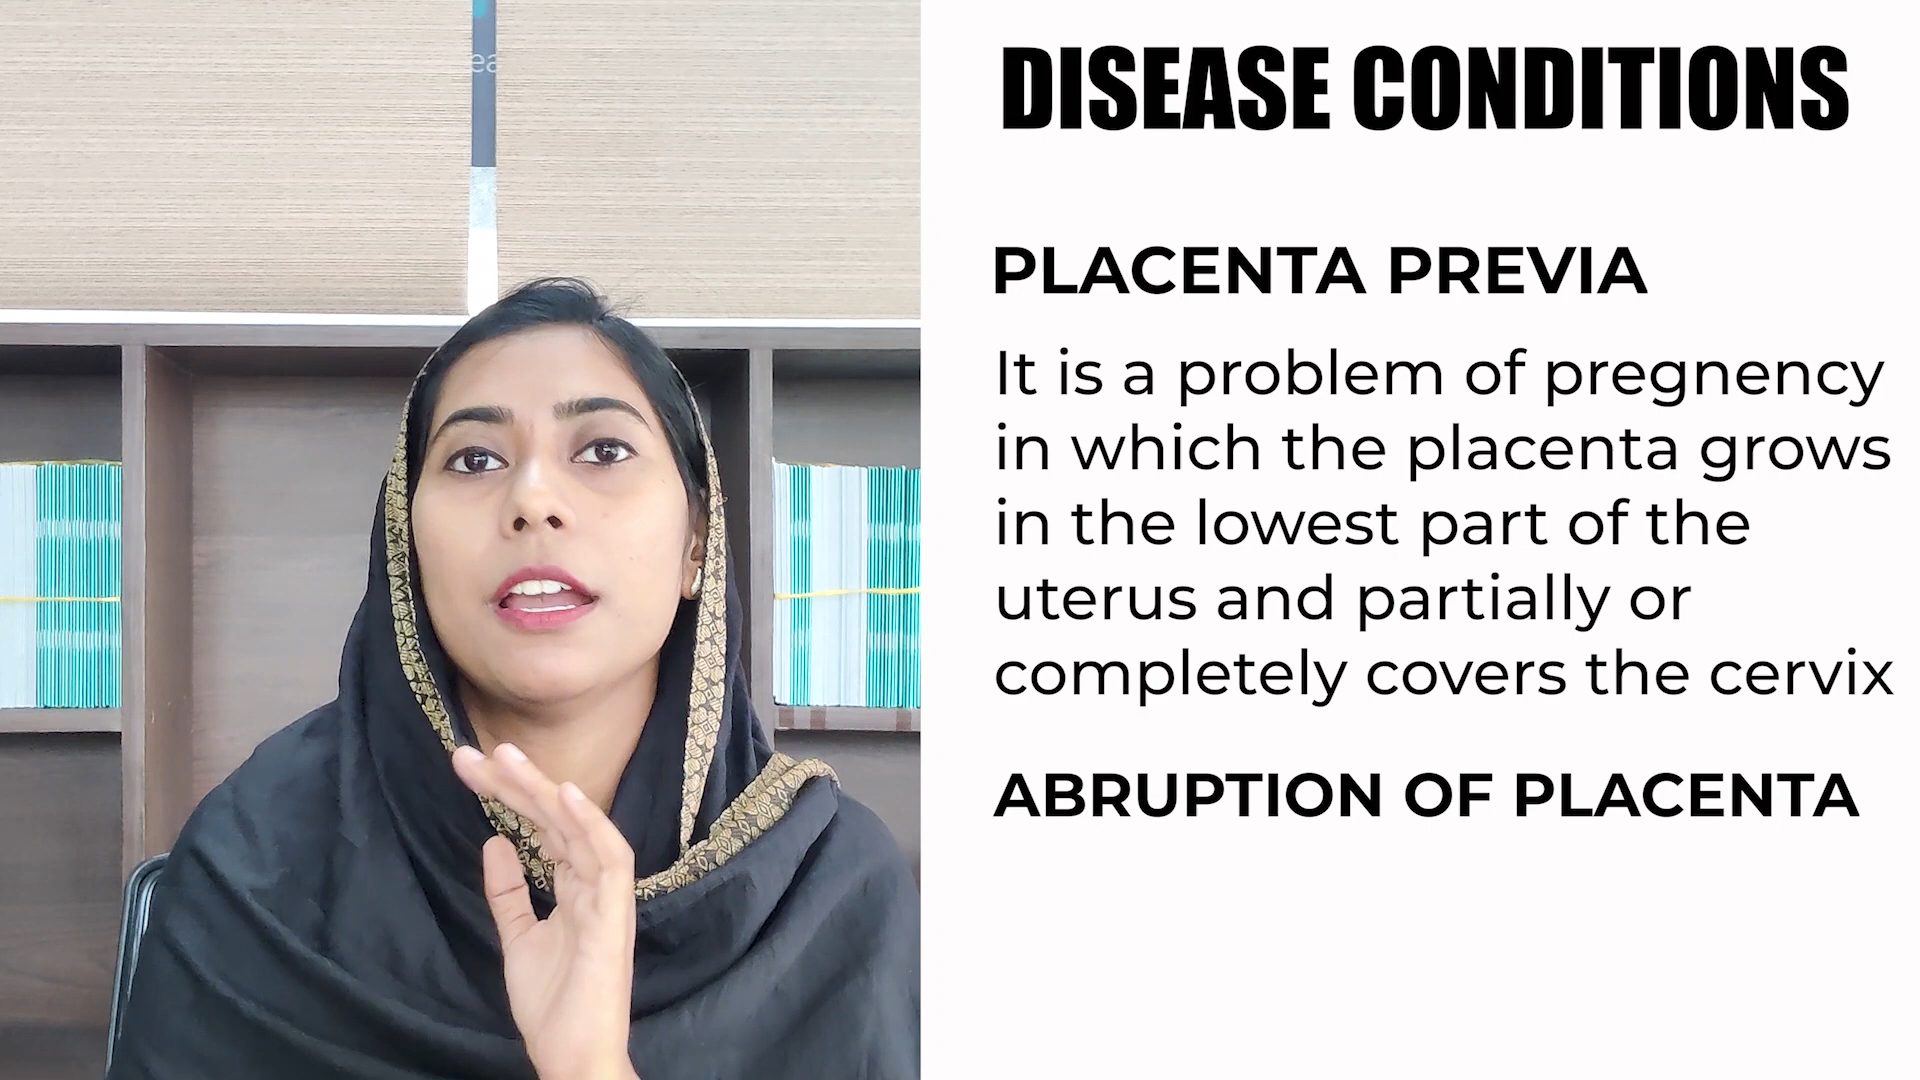 DISEASE CONDITIONS
PLACENTA PREVIA
It is a problem of pregnency
in which the placenta grows
in the lowest part of the
uterus and partially or
completely covers the cervix
ABRUPTION OF PLACENTA